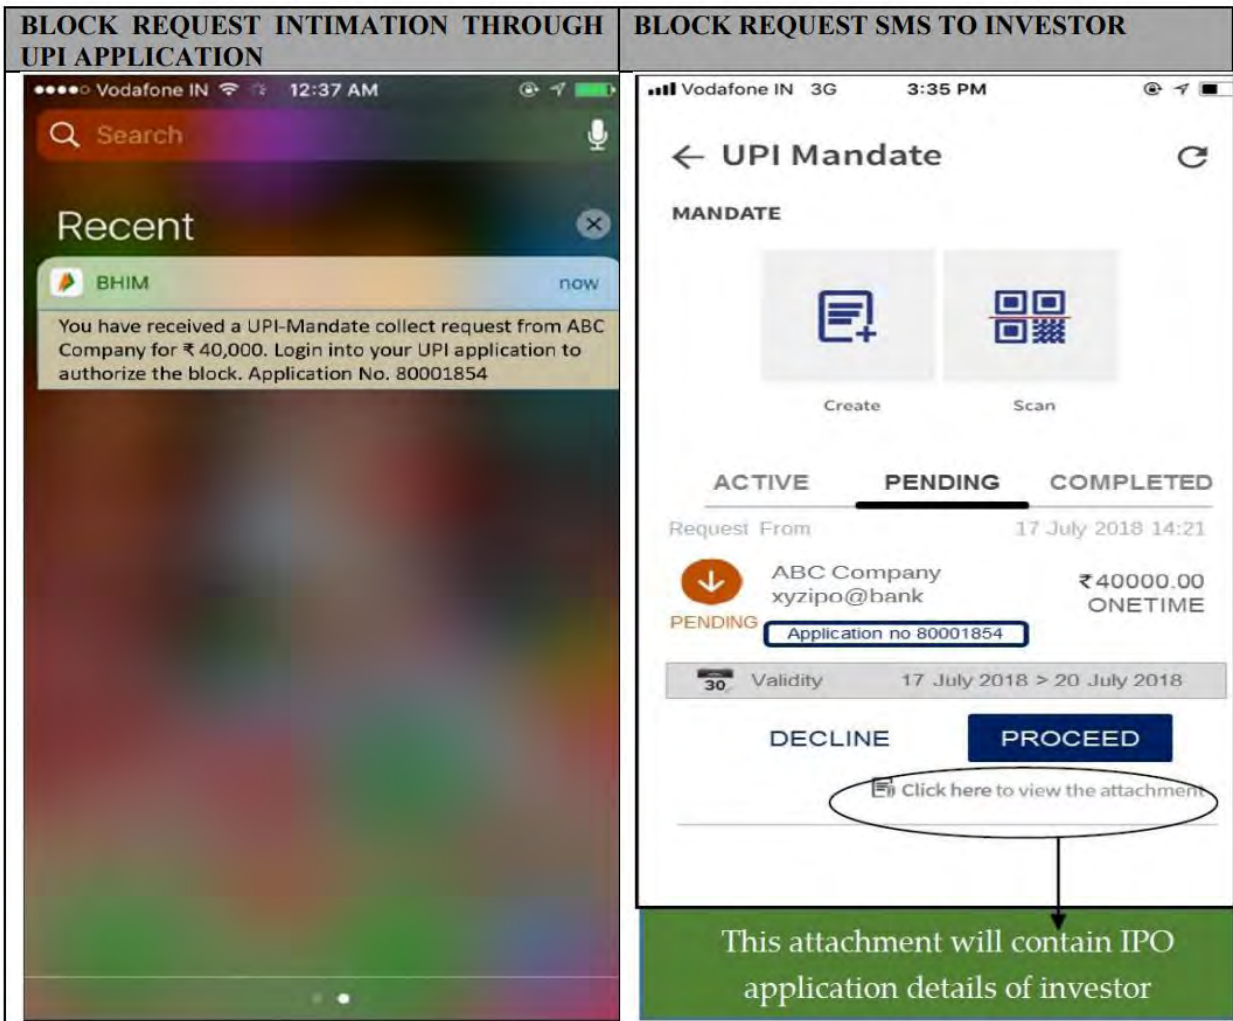 BLOCK REQUEST INTIMATION THROUGH
UPI APPLICATION
BLOCK REQUEST SMS TO INVESTOR
Vodafone IN 12:37 AM
Search
Recent
BHIM now
You have received a UPI-Mandate collect request from ABC
Company for ₹ 40,000. Login into your UPI application to
authorize the block. Application No. 80001854
Vodafone IN 3G 3:35 PM
← UPI Mandate
MANDATE
Create Scan
ACTIVE PENDING COMPLETED
Request From 17 July 2018 14:21
ABC Company ₹40000.00
xyzipo@bank ONETIME
PENDING Application no 80001854
30 Validity 17 July 2018 > 20 July 2018
DECLINE PROCEED
Click here to view the attachment
This attachment will contain IPO
application details of investor